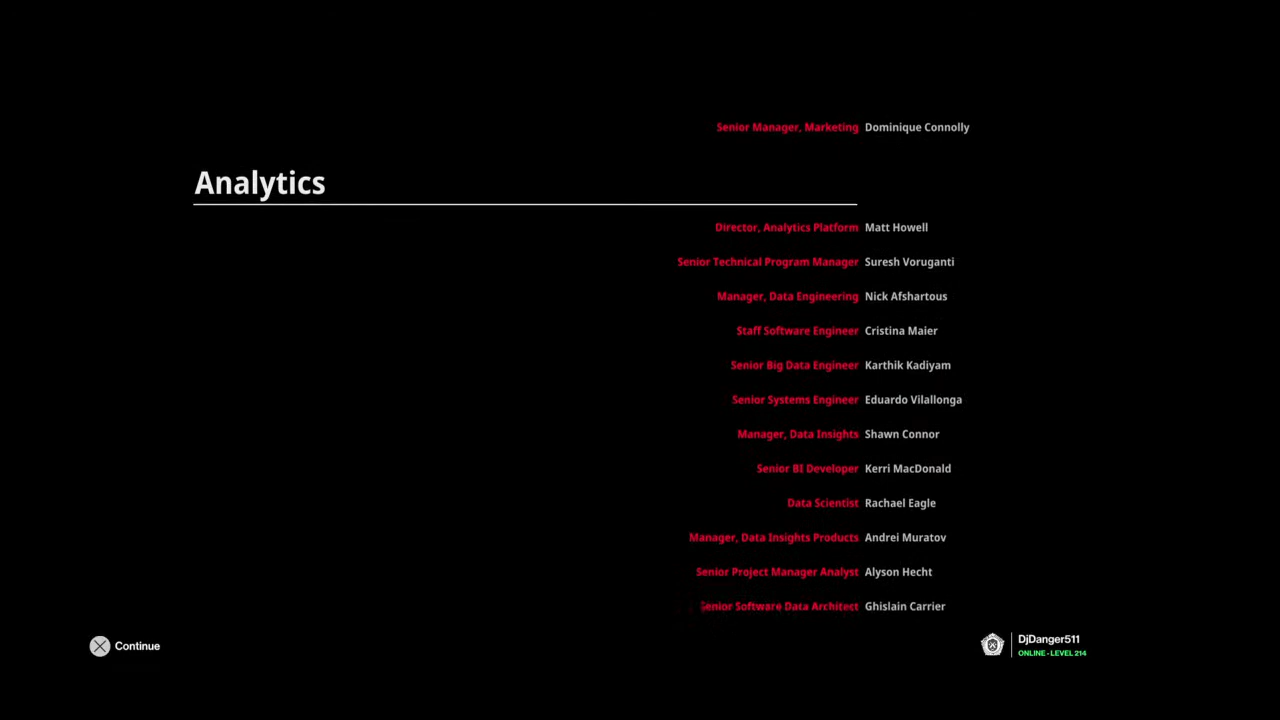 Senior Manager, Marketing Dominique Connolly
Analytics
Director, Analytics Platform Matt Howell
Senior Technical Program Manager Suresh Voruganti
Manager, Data Engineering Nick Afshartous
Staff Software Engineer Cristina Maier
Senior Big Data Engineer Karthik Kadiyam
Senior Systems Engineer Eduardo Vilallonga
Manager, Data Insights Shawn Connor
Senior BI Developer Kerri MacDonald
Data Scientist Rachael Eagle
Manager, Data Insights Products Andrei Muratov
Senior Project Manager Analyst Alyson Hecht
Senior Software Data Architect Ghislain Carrier
Continue
DjDanger511
ONLINE - LEVEL 214